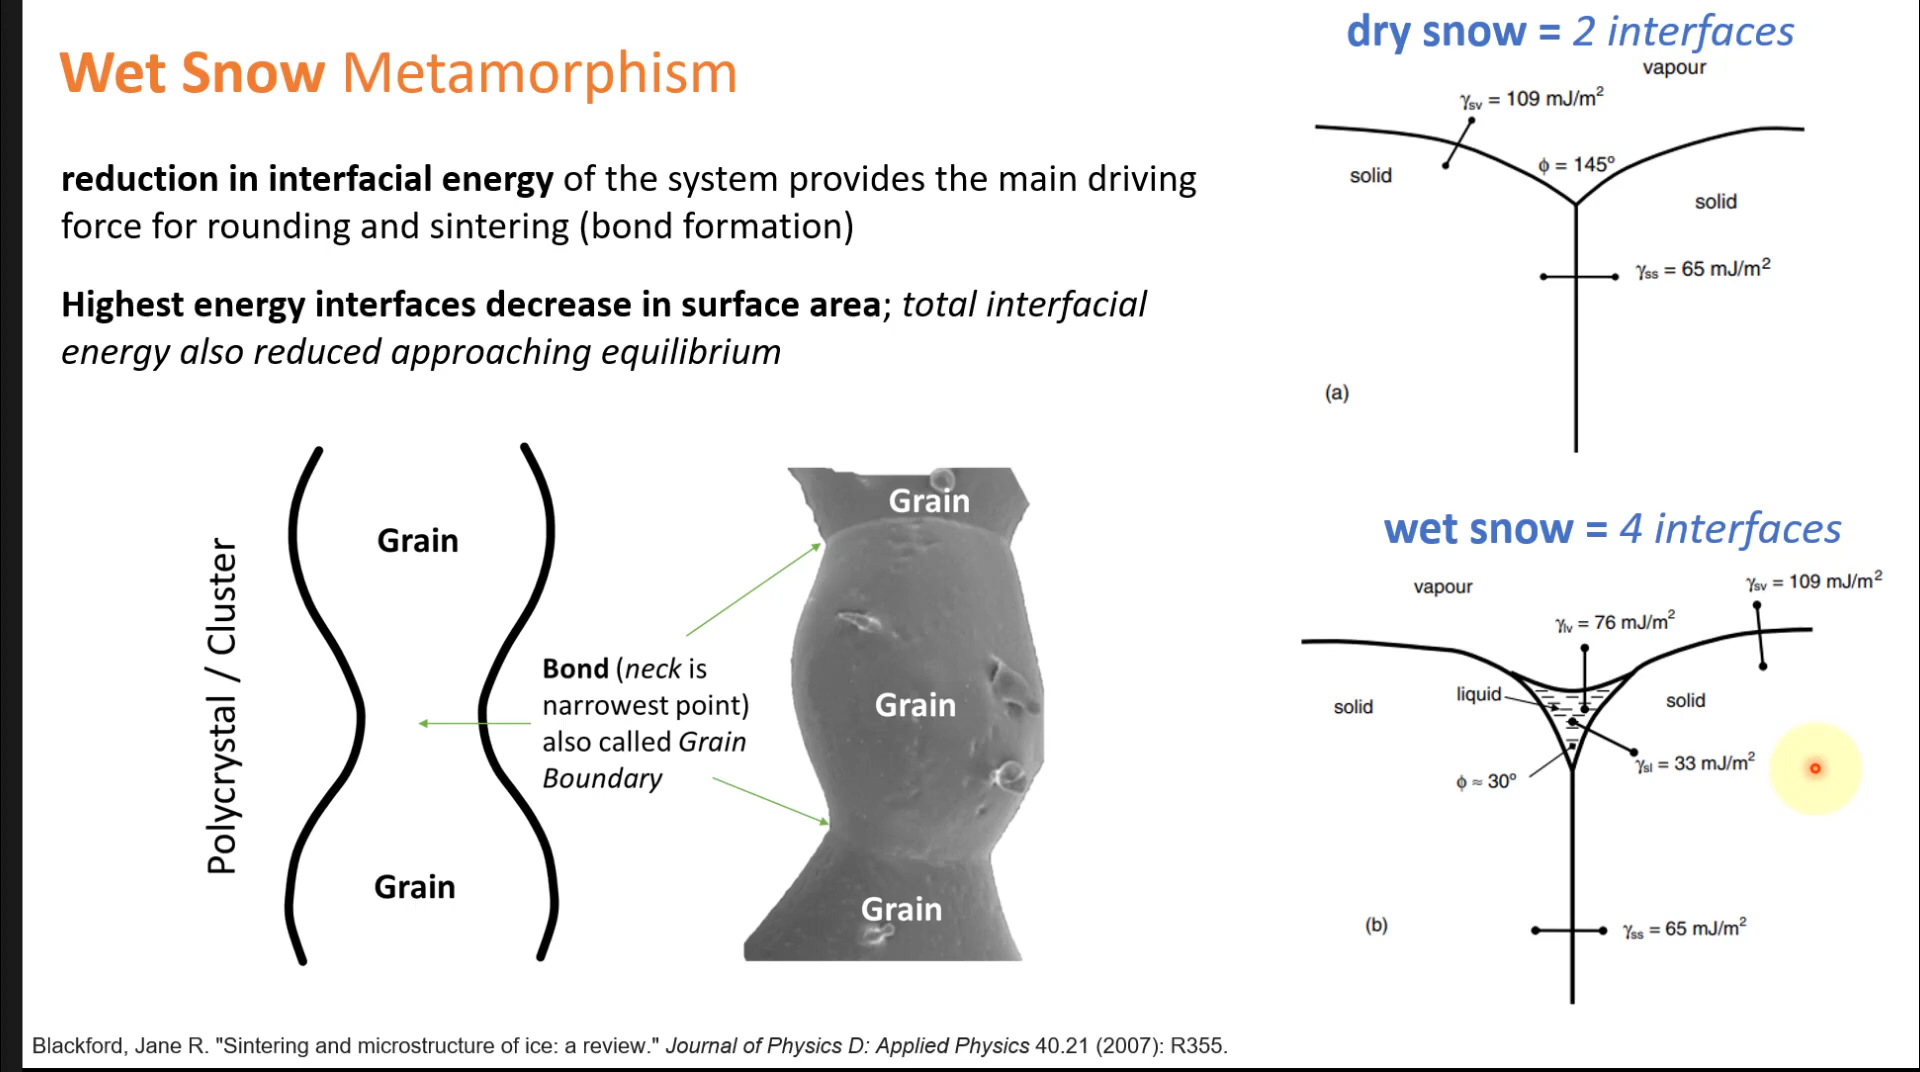 Wet Snow Metamorphism
reduction in interfacial energy of the system provides the main driving
force for rounding and sintering (bond formation)
Highest energy interfaces decrease in surface area; total interfacial
energy also reduced approaching equilibrium
Polycrystal / Cluster
Grain
Grain
Bond (neck is
narrowest point)
also called Grain
Boundary
Grain
Grain
Grain
dry snow = 2 interfaces
vapour
γsv = 109 mJ/m²
solid
ϕ = 145°
solid
γss = 65 mJ/m²
(a)
wet snow = 4 interfaces
vapour
γsv = 109 mJ/m²
γlv = 76 mJ/m²
liquid
solid
solid
γsl = 33 mJ/m²
ϕ ≈ 30°
(b)
γss = 65 mJ/m²
Blackford, Jane R. "Sintering and microstructure of ice: a review." Journal of Physics D: Applied Physics 40.21 (2007): R355.